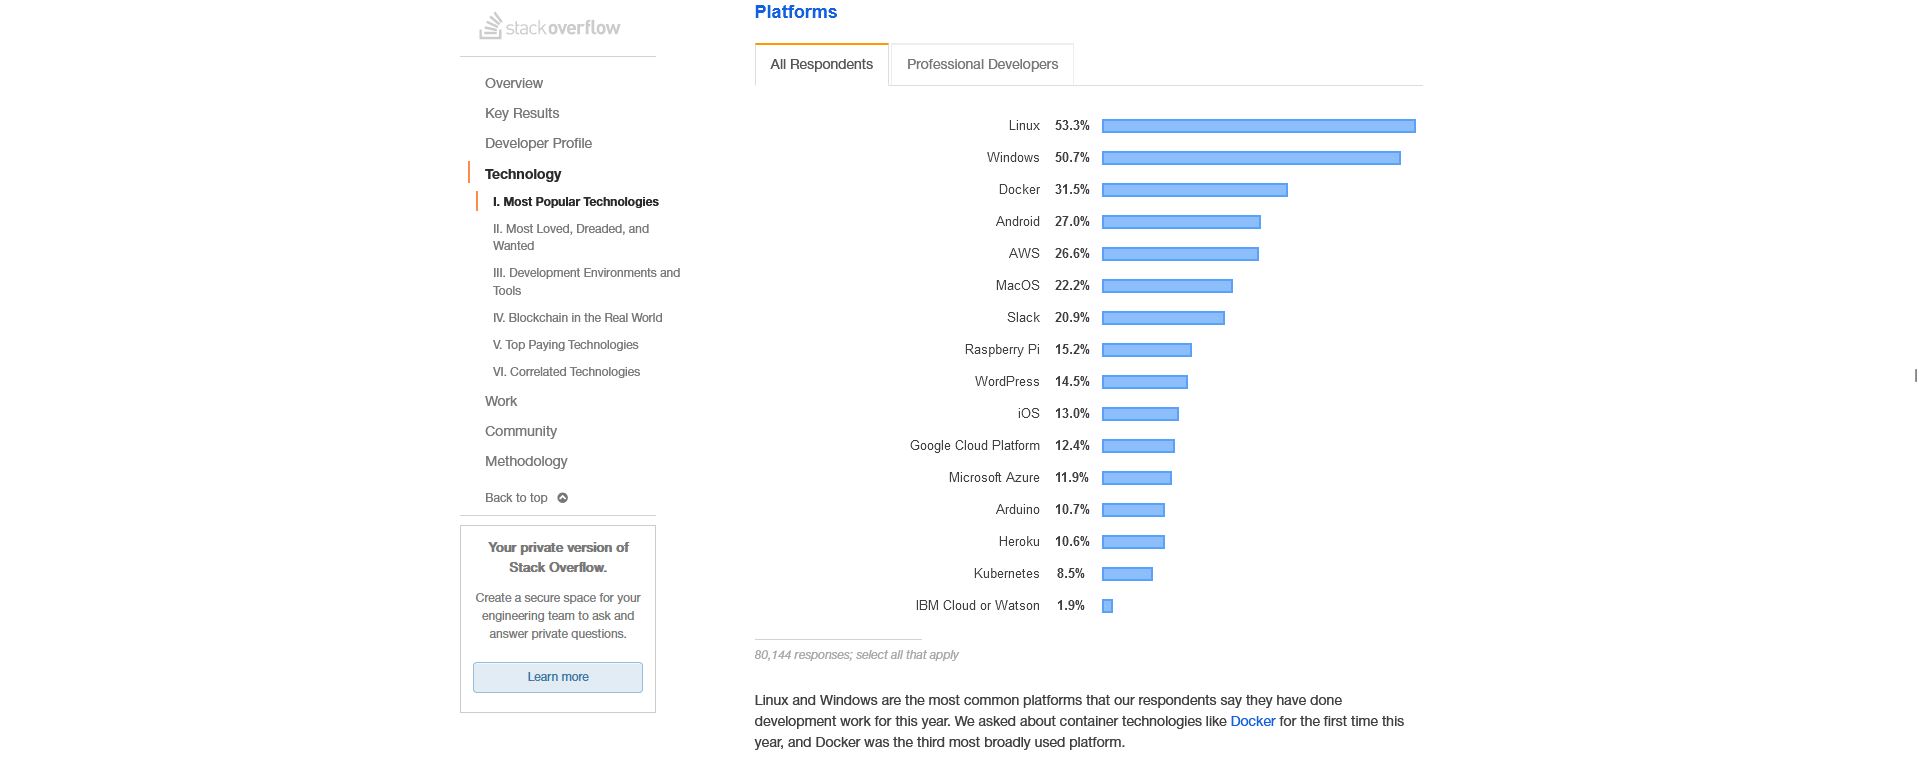 stackoverflow
Overview
Key Results
Developer Profile
Technology
I. Most Popular Technologies
II. Most Loved, Dreaded, and
Wanted
III. Development Environments and
Tools
IV. Blockchain in the Real World
V. Top Paying Technologies
VI. Correlated Technologies
Work
Community
Methodology
Back to top
Your private version of
Stack Overflow.
Create a secure space for your
engineering team to ask and
answer private questions.
Learn more
Platforms
All Respondents Professional Developers
Linux 53.3%
Windows 50.7%
Docker 31.5%
Android 27.0%
AWS 26.6%
MacOS 22.2%
Slack 20.9%
Raspberry Pi 15.2%
WordPress 14.5%
iOS 13.0%
Google Cloud Platform 12.4%
Microsoft Azure 11.9%
Arduino 10.7%
Heroku 10.6%
Kubernetes 8.5%
IBM Cloud or Watson 1.9%
80,144 responses; select all that apply
Linux and Windows are the most common platforms that our respondents say they have done
development work for this year. We asked about container technologies like Docker for the first time this
year, and Docker was the third most broadly used platform.